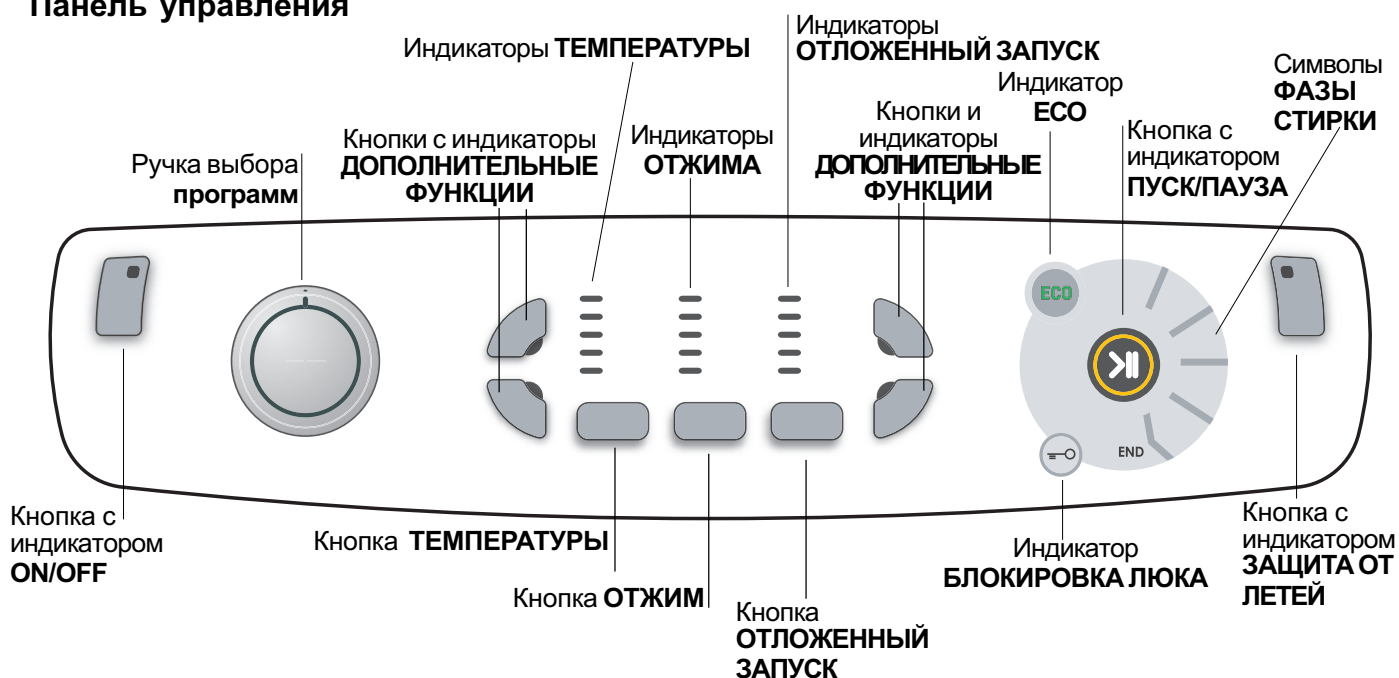 Панель управления
Индикаторы ТЕМПЕРАТУРЫ
Индикаторы
ОТЛОЖЕННЫЙ ЗАПУСК
Индикатор
ECO
Символы
ФАЗЫ
СТИРКИ
Ручка выбора
программ
Кнопки с индикаторы
ДОПОЛНИТЕЛЬНЫЕ
ФУНКЦИИ
Индикаторы
ОТЖИМА
Кнопки и
индикаторы
ДОПОЛНИТЕЛЬНЫЕ
ФУНКЦИИ
Кнопка с
индикатором
ПУСК/ПАУЗА
ECO
END
Кнопка с
индикатором
ON/OFF
Кнопка ТЕМПЕРАТУРЫ
Кнопка ОТЖИМ
Кнопка
ОТЛОЖЕННЫЙ
ЗАПУСК
Индикатор
БЛОКИРОВКА ЛЮКА
Кнопка с
индикатором
ЗАЩИТА ОТ
ЛЕТЕЙ